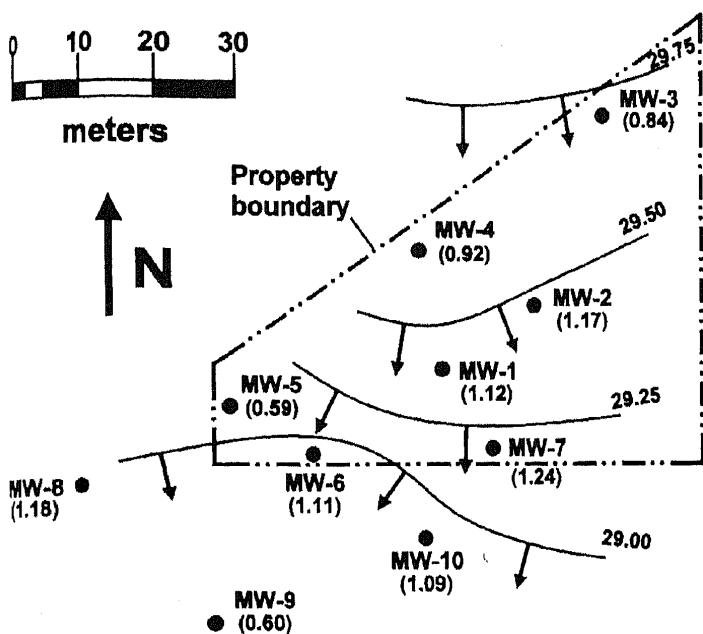 0 10 20 30
meters
N
Property
boundary
29.75
MW-3
(0.84)
MW-4
(0.92)
29.50
MW-2
(1.17)
MW-1
(1.12)
MW-5
(0.59)
29.25
MW-7
(1.24)
MW-6
(1.11)
MW-8
(1.18)
29.00
MW-10
(1.09)
MW-9
(0.60)